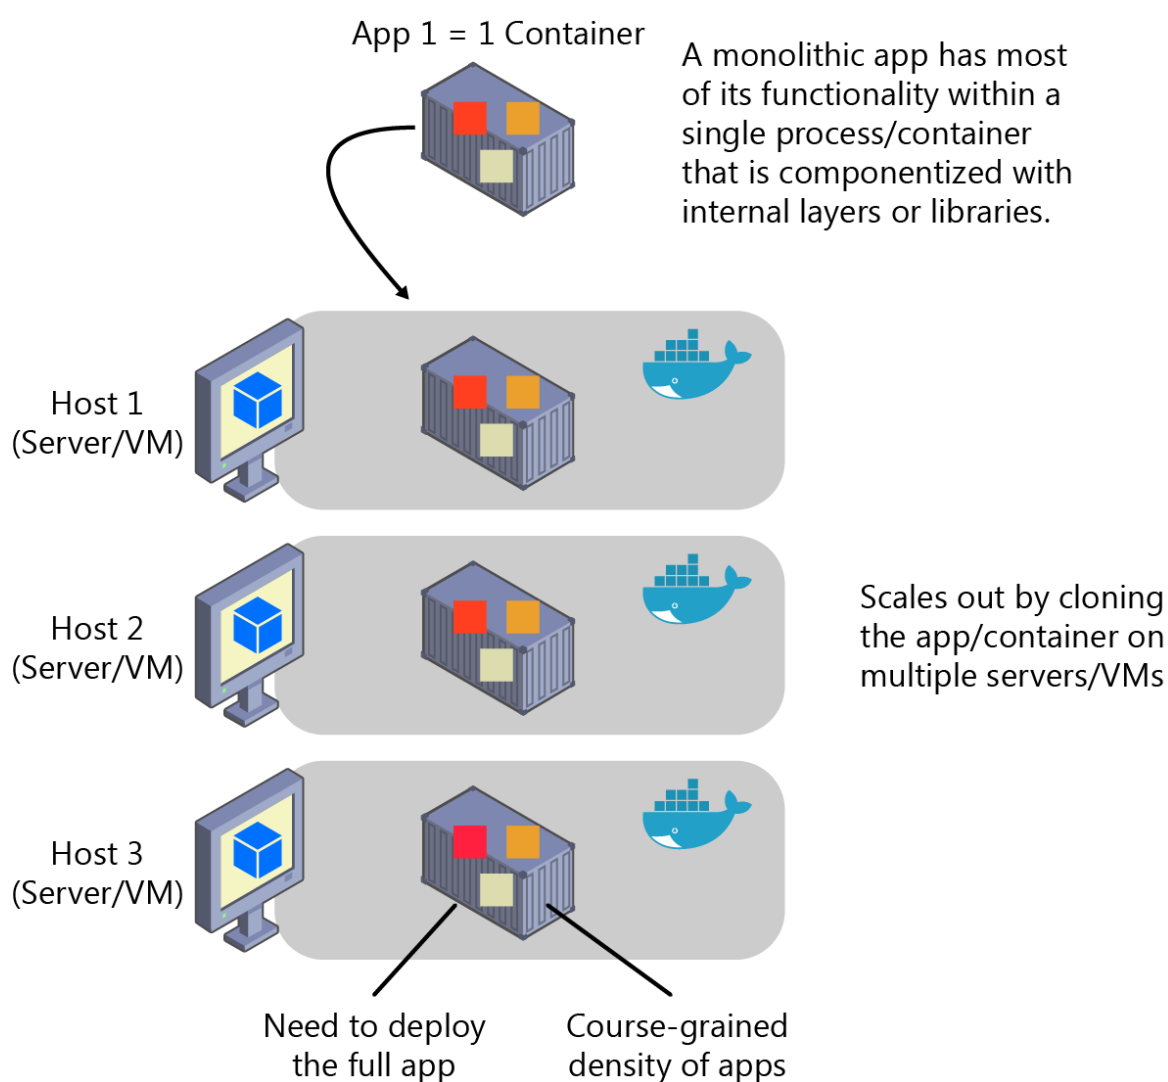 App 1 = 1 Container
A monolithic app has most
of its functionality within a
single process/container
that is componentized with
internal layers or libraries.
Host 1
(Server/VM)
Host 2
(Server/VM)
Scales out by cloning
the app/container on
multiple servers/VMs
Host 3
(Server/VM)
Need to deploy
the full app
Course-grained
density of apps